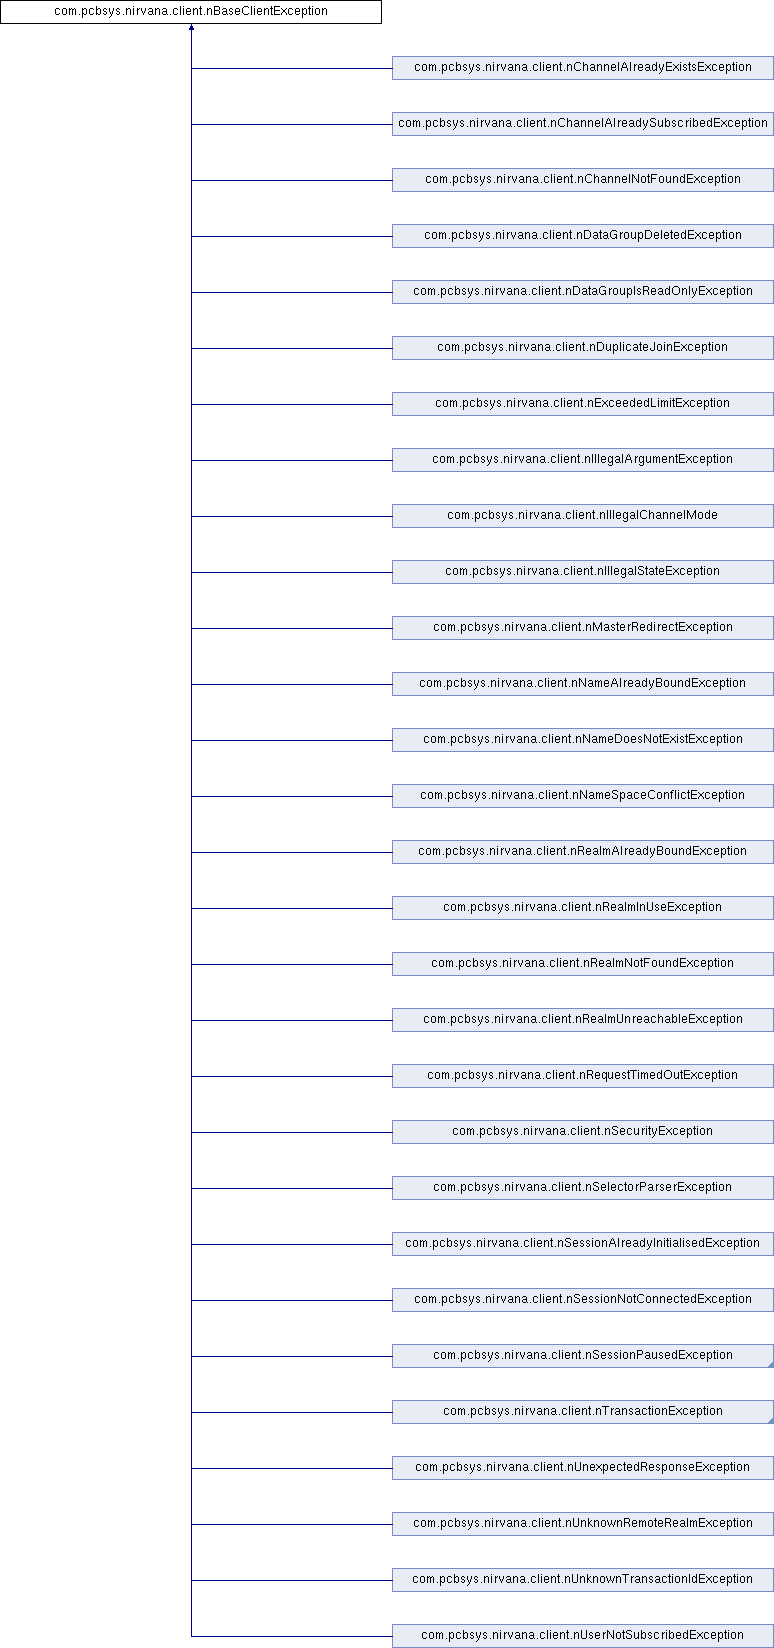 com.pcbsys.nirvana.client.nBaseClientException
com.pcbsys.nirvana.client.nChannelAlreadyExistsException
com.pcbsys.nirvana.client.nChannelAlreadySubscribedException
com.pcbsys.nirvana.client.nChannelNotFoundException
com.pcbsys.nirvana.client.nDataGroupDeletedException
com.pcbsys.nirvana.client.nDataGroupIsReadOnlyException
com.pcbsys.nirvana.client.nDuplicateJoinException
com.pcbsys.nirvana.client.nExceededLimitException
com.pcbsys.nirvana.client.nIllegalArgumentException
com.pcbsys.nirvana.client.nIllegalChannelMode
com.pcbsys.nirvana.client.nIllegalStateException
com.pcbsys.nirvana.client.nMasterRedirectException
com.pcbsys.nirvana.client.nNameAlreadyBoundException
com.pcbsys.nirvana.client.nNameDoesNotExistException
com.pcbsys.nirvana.client.nNameSpaceConflictException
com.pcbsys.nirvana.client.nRealmAlreadyBoundException
com.pcbsys.nirvana.client.nRealmInUseException
com.pcbsys.nirvana.client.nRealmNotFoundException
com.pcbsys.nirvana.client.nRealmUnreachableException
com.pcbsys.nirvana.client.nRequestTimedOutException
com.pcbsys.nirvana.client.nSecurityException
com.pcbsys.nirvana.client.nSelectorParserException
com.pcbsys.nirvana.client.nSessionAlreadyInitialisedException
com.pcbsys.nirvana.client.nSessionNotConnectedException
com.pcbsys.nirvana.client.nSessionPausedException
com.pcbsys.nirvana.client.nTransactionException
com.pcbsys.nirvana.client.nUnexpectedResponseException
com.pcbsys.nirvana.client.nUnknownRemoteRealmException
com.pcbsys.nirvana.client.nUnknownTransactionIdException
com.pcbsys.nirvana.client.nUserNotSubscribedException